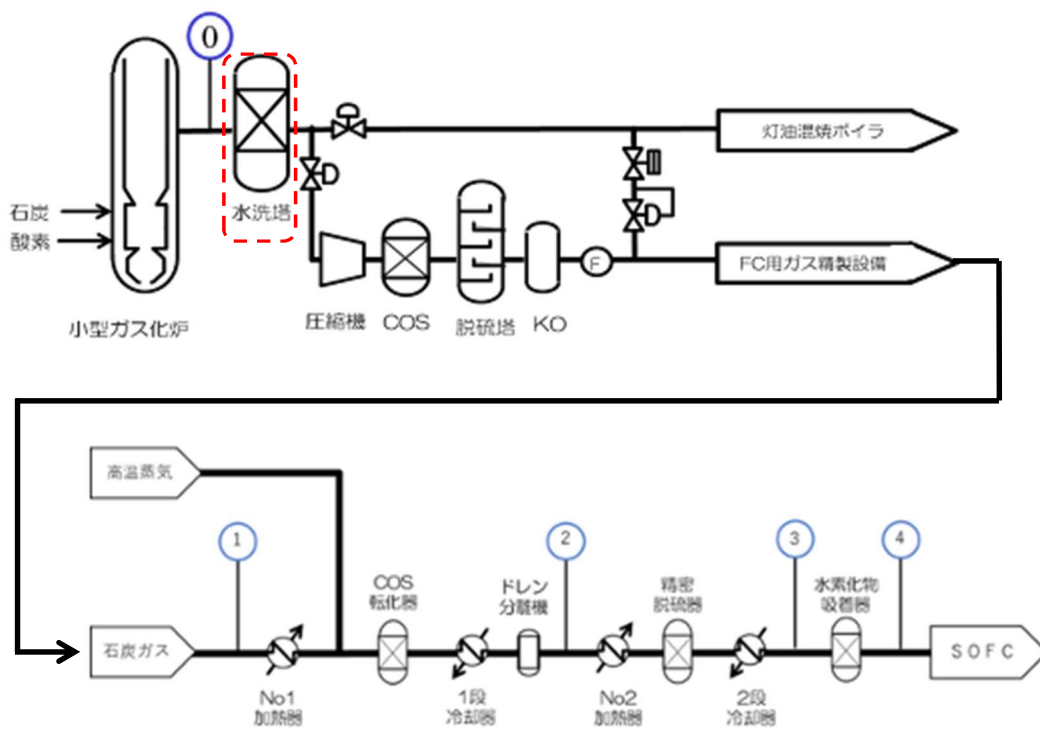 0
石炭
酸素
水洗塔
灯油混焼ボイラ
小型ガス化炉
圧縮機
COS
脱硫塔
KO
F
FC用ガス精製設備
高温蒸気
1
2
3
4
COS
転化器
ドレン
分離機
精密
脱硫器
水素化物
吸着器
石炭ガス
SOFC
No1
加熱器
1段
冷却器
No2
加熱器
2段
冷却器